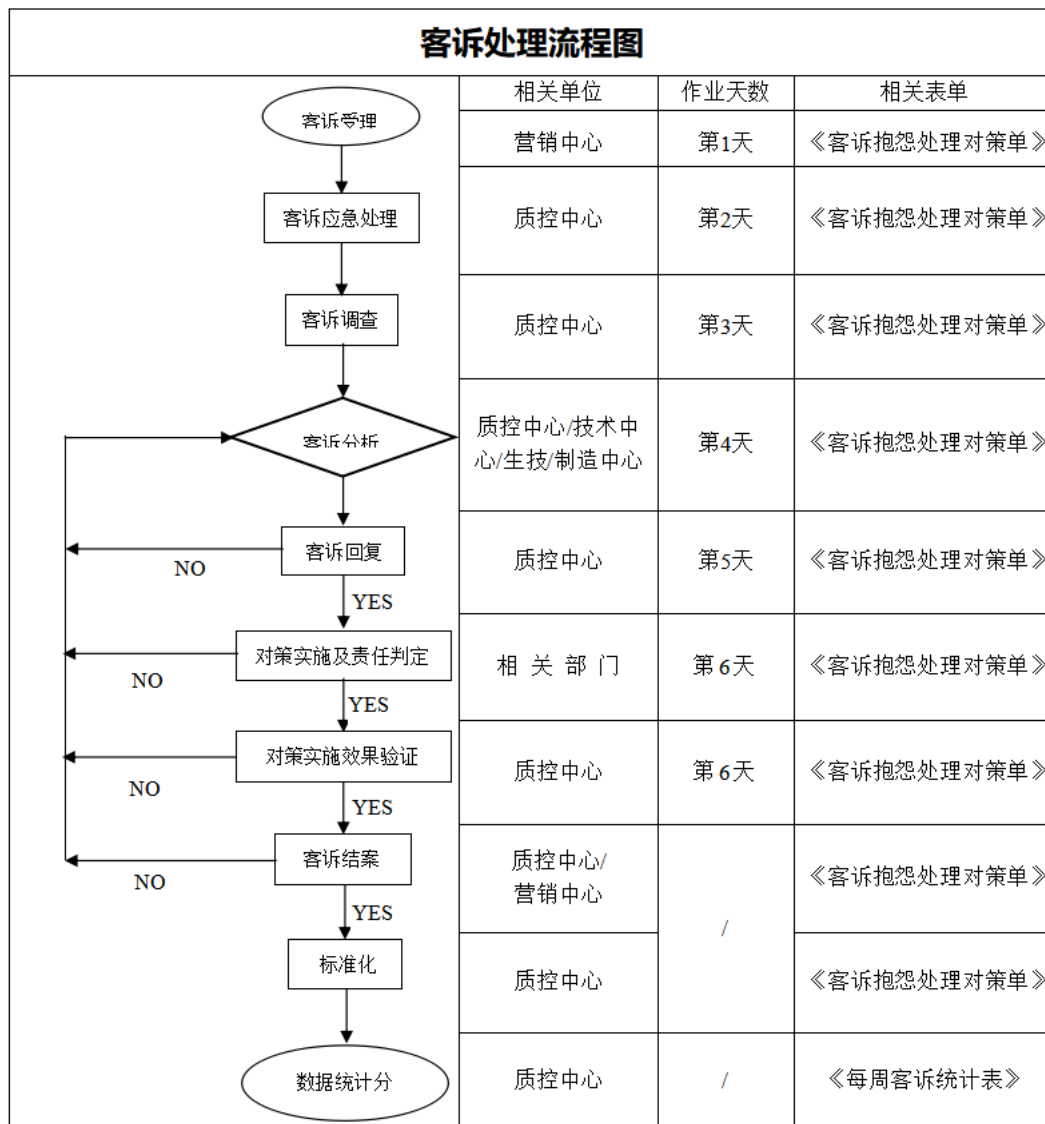 客诉处理流程图
相关单位 作业天数 相关表单
客诉受理
营销中心 第1天 《客诉抱怨处理对策单》
客诉应急处理
质控中心 第2天 《客诉抱怨处理对策单》
客诉调查
质控中心 第3天 《客诉抱怨处理对策单》
客诉分析
质控中心/技术中
心/生技/制造中心
第4天 《客诉抱怨处理对策单》
客诉回复
质控中心 第5天 《客诉抱怨处理对策单》
NO
YES
对策实施及责任判定
相 关 部 门 第6天 《客诉抱怨处理对策单》
NO
YES
对策实施效果验证
质控中心 第6天 《客诉抱怨处理对策单》
NO
YES
客诉结案
质控中心/
营销中心
《客诉抱怨处理对策单》
NO
YES
/
标准化
质控中心 《客诉抱怨处理对策单》
数据统计分
质控中心 / 《每周客诉统计表》